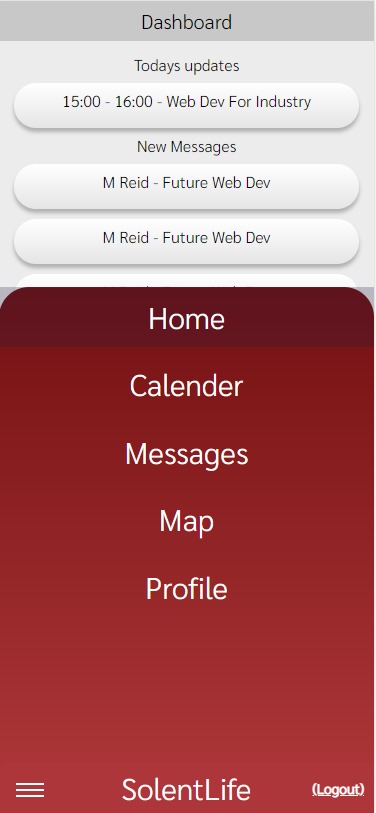 Dashboard
Todays updates
15:00 - 16:00 - Web Dev For Industry
New Messages
M Reid - Future Web Dev
M Reid - Future Web Dev
Home
Calender
Messages
Map
Profile
SolentLife
(Logout)